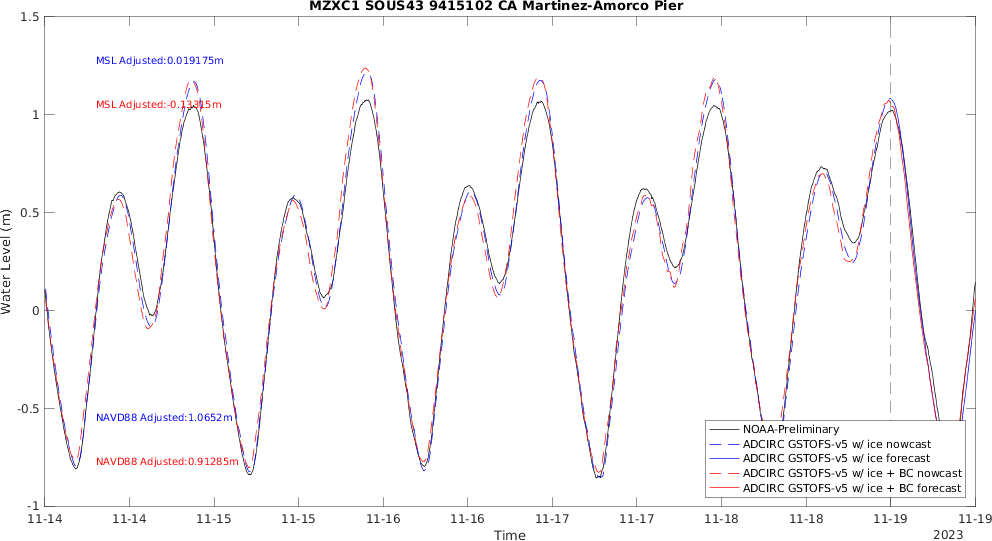 MZXC1 SOUS43 9415102 CA Martinez-Amorco Pier
1.5
MSL Adjusted:0.019175m
MSL Adjusted:-0.13315m
1
0.5
Water Level (m)
0
-0.5
NAVD88 Adjusted:1.0652m
NAVD88 Adjusted:0.91285m
NOAA-Preliminary
ADCIRC GSTOFS-v5 w/ ice nowcast
ADCIRC GSTOFS-v5 w/ ice forecast
ADCIRC GSTOFS-v5 w/ ice + BC nowcast
ADCIRC GSTOFS-v5 w/ ice + BC forecast
-1
11-14 11-14 11-15 11-15 11-16 11-16 11-17 11-17 11-18 11-18 11-19 11-19
Time
2023